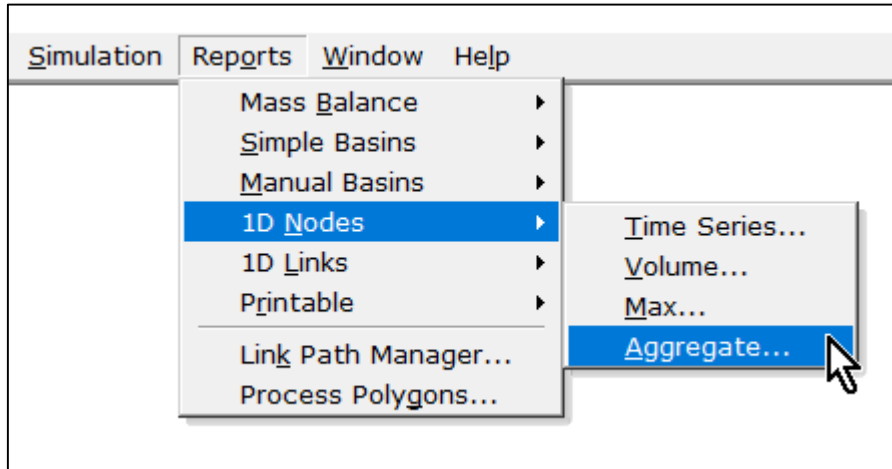 Simulation Reports Window Help
Mass Balance
Simple Basins
Manual Basins
1D Nodes
1D Links
Printable
Link Path Manager...
Process Polygons...
Time Series...
Volume...
Max...
Aggregate...